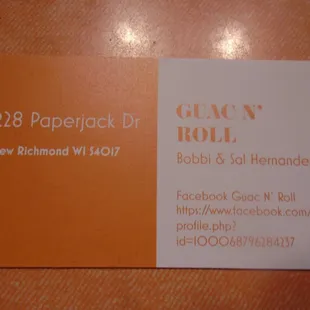 228 Paperjack Dr
ew Richmond WI 54017
GUAC N'
ROLL
Bobbi & Sal Hernande
Facebook Guac N' Roll
https://www.facebook.com/
profile.php?
id=100068796284237